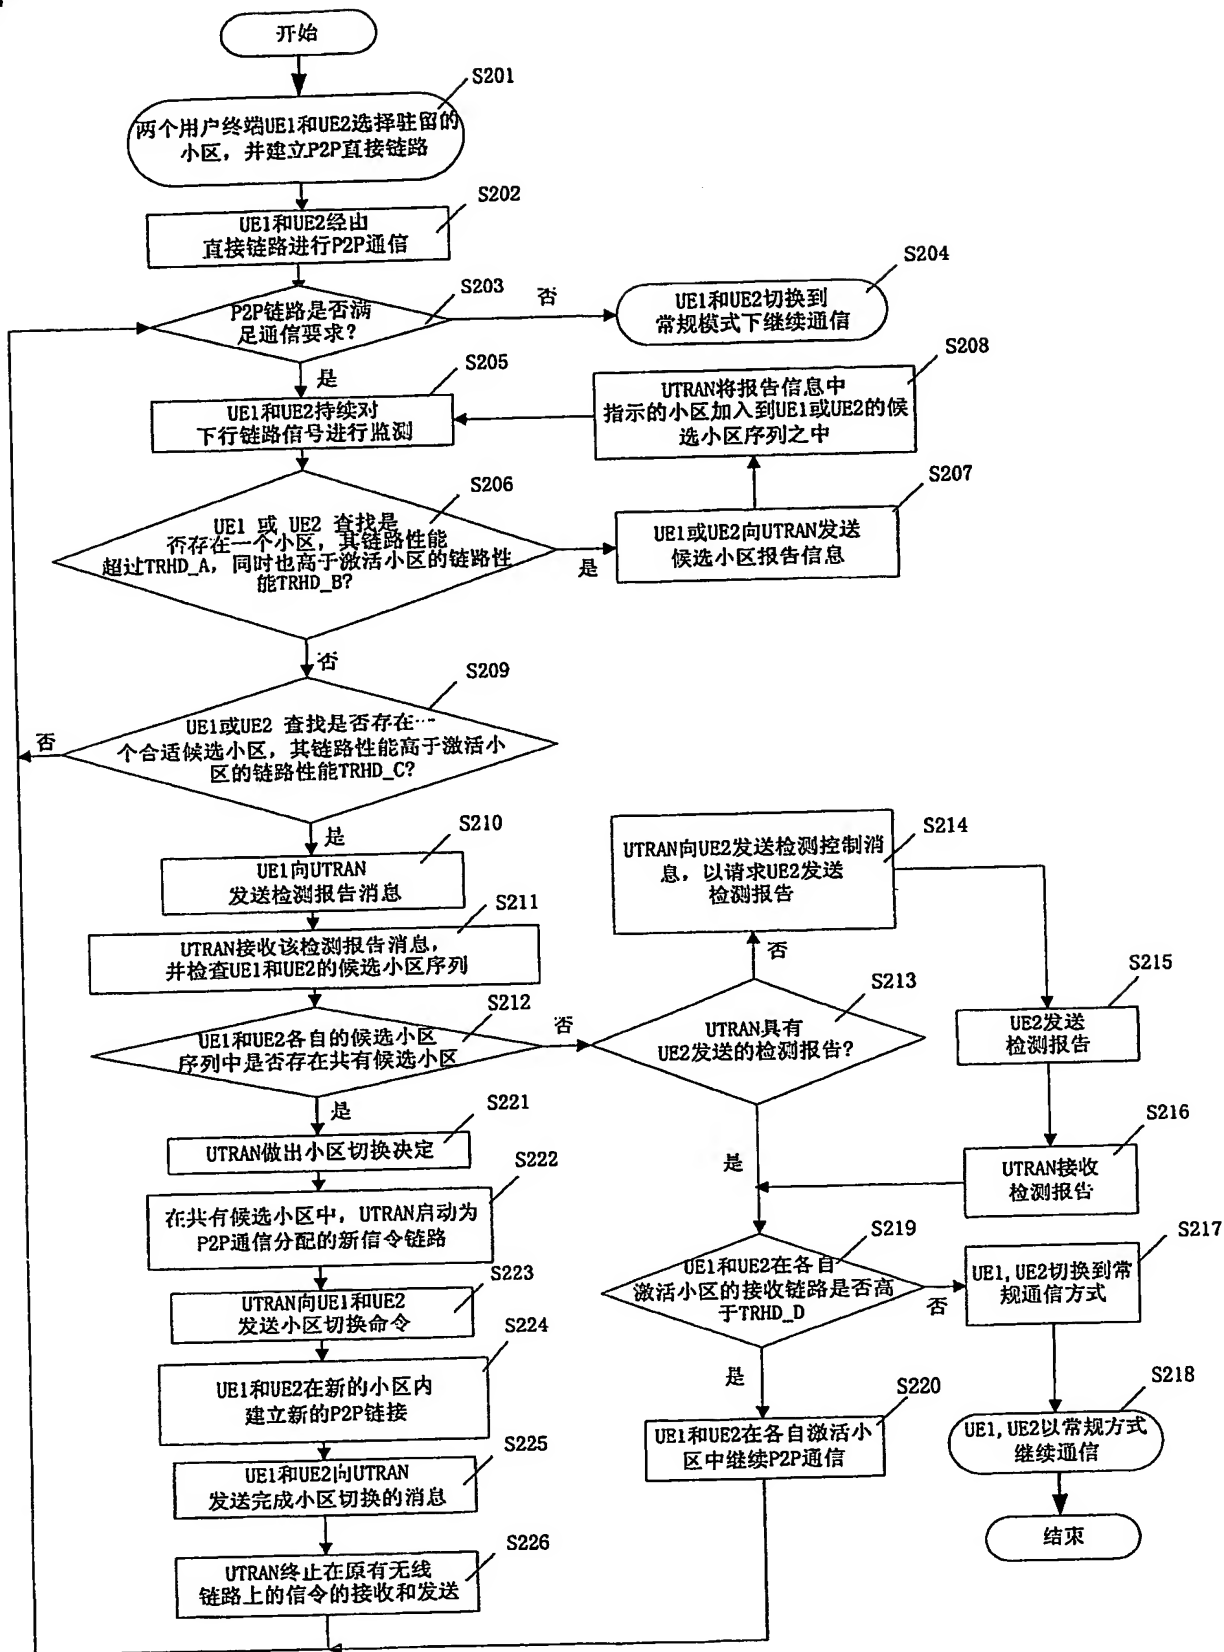 开始
S201
两个用户终端UE1和UE2选择驻留的
小区，并建立P2P直接链路
S202
UE1和UE2经由
直接链路进行P2P通信
S203
P2P链路是否满
足通信要求？
否
S204
UE1和UE2切换到
常规模式下继续通信
是
S205
UE1和UE2持续对
下行链路信号进行监测
S208
UTRAN将报告信息中
指示的小区加入到UE1或UE2的候
选小区序列之中
S206
UE1 或 UE2 查找是
否存在一个小区，其链路性能
超过TRHD_A，同时也高于激活小区的链路性
能TRHD_B？
是
S207
UE1或UE2向UTRAN发送
候选小区报告信息
否
S209
UE1或UE2 查找是否存在一
个合适候选小区，其链路性能高于激活小
区的链路性能TRHD_C？
否
是
S210
UE1向UTRAN
发送检测报告消息
S211
UTRAN接收该检测报告消息，
并检查UE1和UE2的候选小区序列
S212
UE1和UE2各自的候选小区
序列中是否存在共有候选小区
否
S213
UTRAN具有
UE2发送的检测报告？
否
S214
UTRAN向UE2发送检测控制消
息，以请求UE2发送
检测报告
S215
UE2发送
检测报告
S216
UTRAN接收
检测报告
是
S219
UE1和UE2在各自
激活小区的接收链路是否高
于TRHD_D
否
S217
UE1,UE2切换到常
规通信方式
S218
UE1,UE2以常规方式
继续通信
结束
是
S220
UE1和UE2在各自激活小
区中继续P2P通信
是
S221
UTRAN做出小区切换决定
S222
在共有候选小区中，UTRAN启动为
P2P通信分配的新信令链路
S223
UTRAN向UE1和UE2
发送小区切换命令
S224
UE1和UE2在新的小区内
建立新的P2P链接
S225
UE1和UE2向UTRAN
发送完成小区切换的消息
S226
UTRAN终止在原有无线
链路上的信令的接收和发送